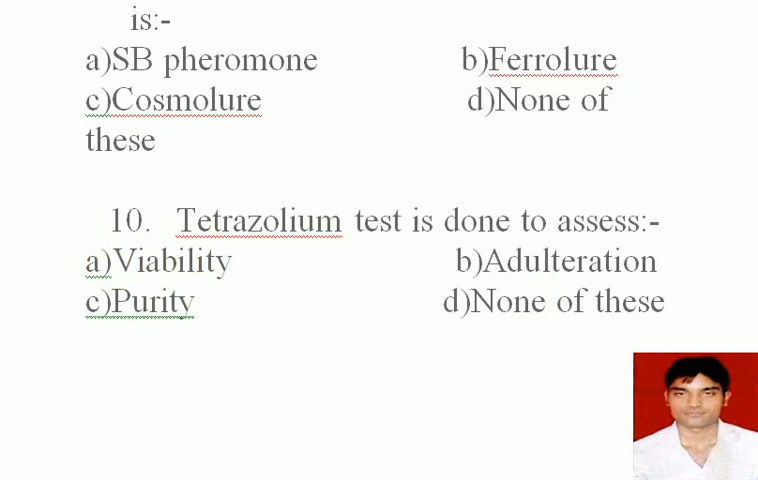 is:-
a)SB pheromone b)Ferrolure
c)Cosmolure d)None of
these
10. Tetrazolium test is done to assess:-
a)Viability b)Adulteration
c)Purity d)None of these